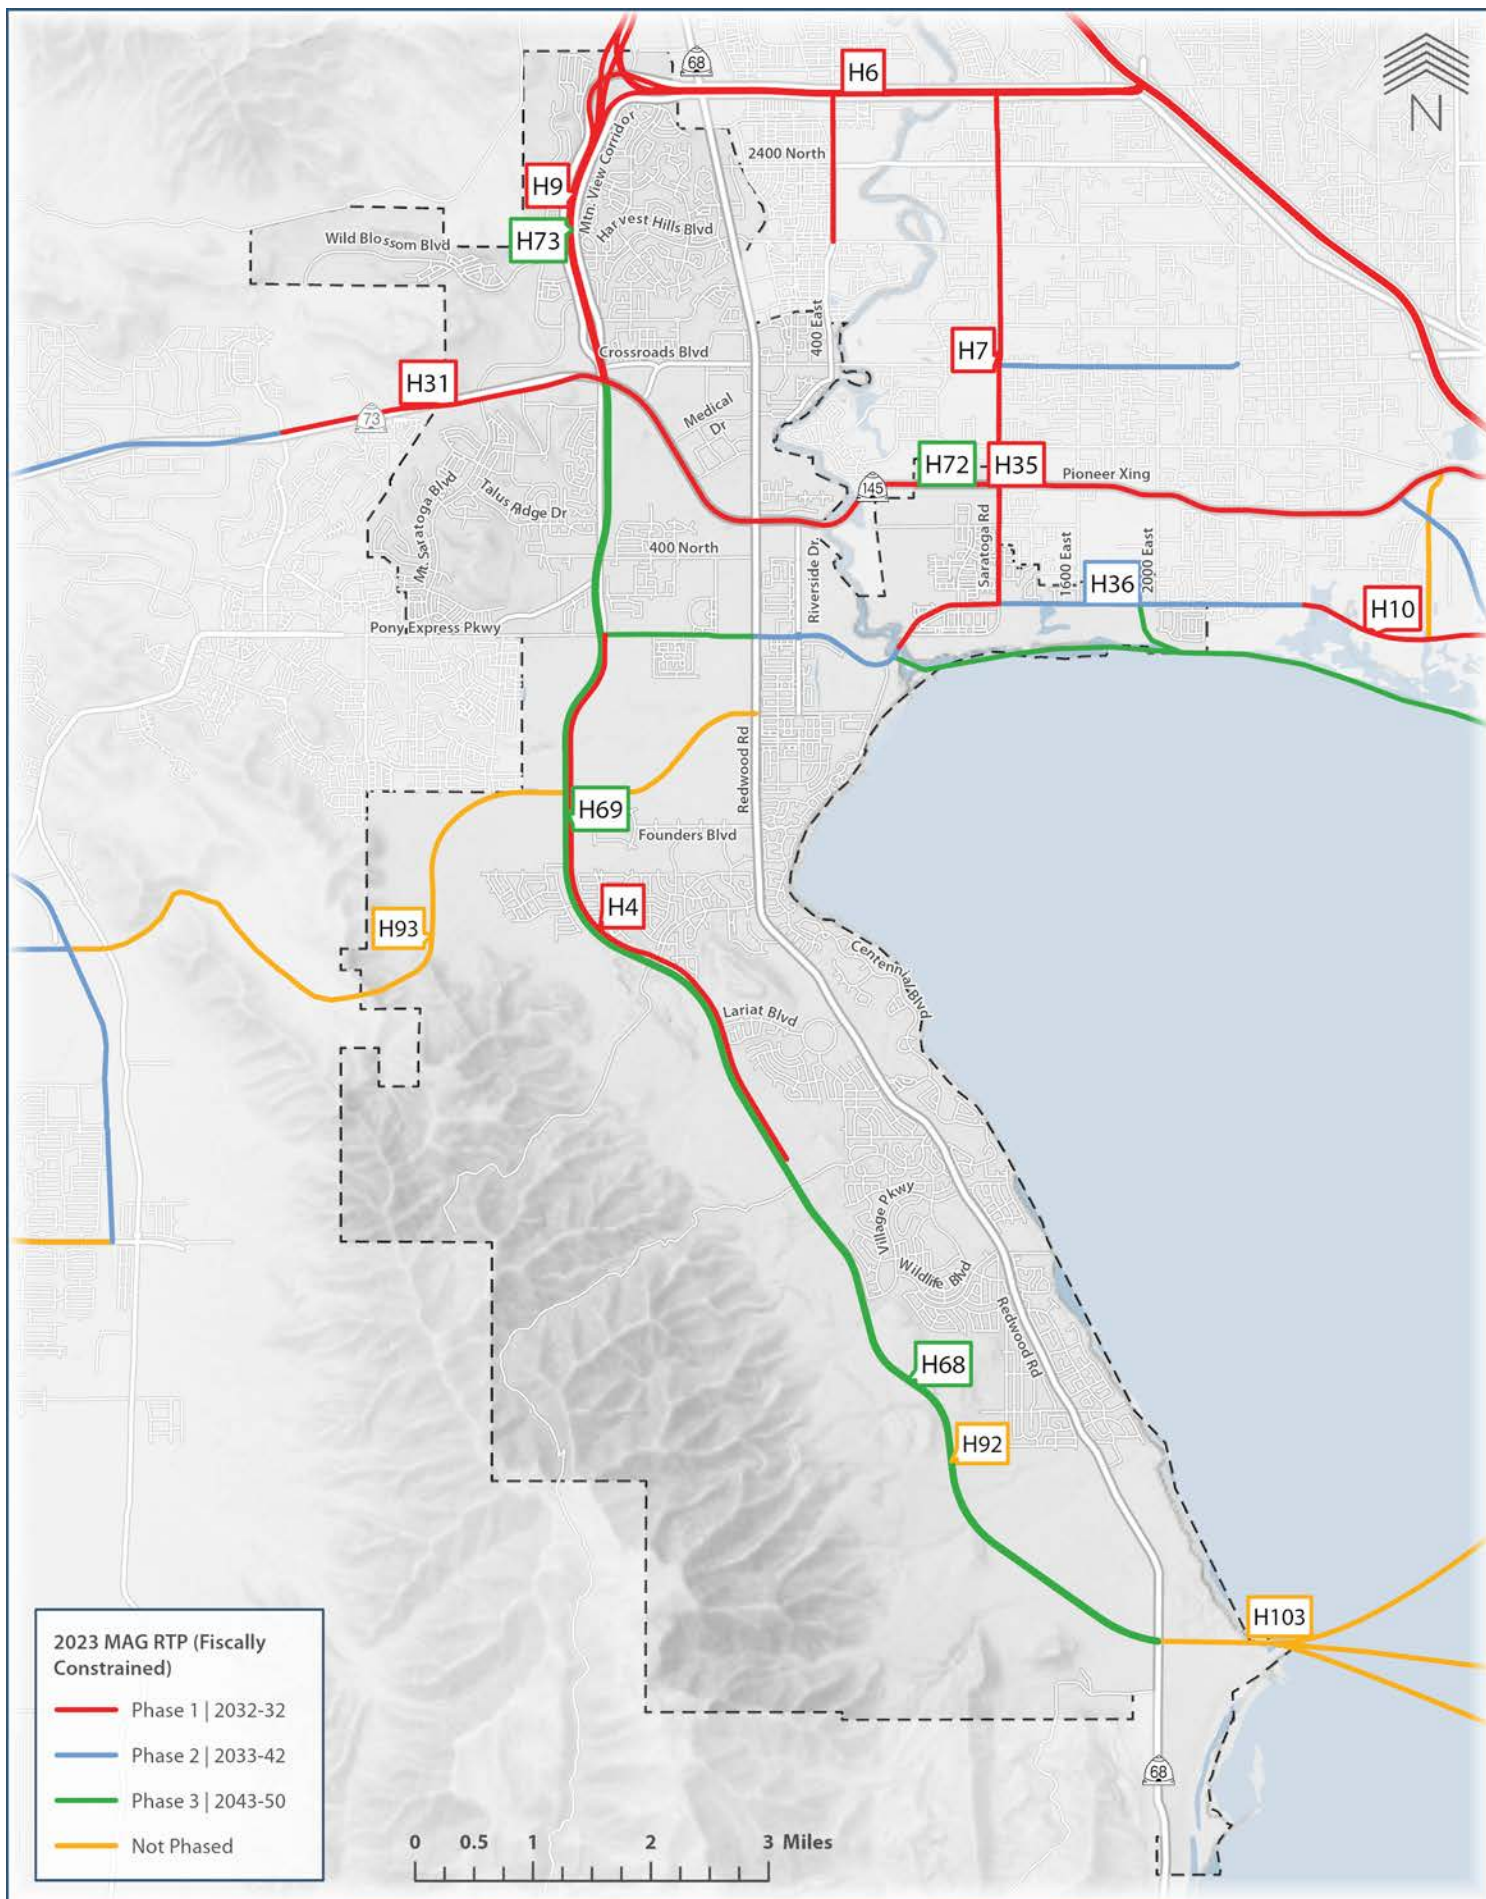 68
H6
N
2400 North
Mtn. View Corridor
H9
Harvest Hills Blvd
H73
Wild Blossom Blvd
400 East
H7
Crossroads Blvd
H31
73
Medical
Dr
H72
H35
Pioneer Xing
145
Mt. Saratoga Blvd
Talus Ridge Dr
400 North
Saratoga Rd
1600 East
2000 East
H36
Riverside Dr.
H10
Pony Express Pkwy
Redwood Rd
H69
Founders Blvd
H4
H93
Centennial Blvd
Lariat Blvd
Village Pkwy
Wildlife Blvd
Redwood Rd
H68
H92
H103
68
2023 MAG RTP (Fiscally
Constrained)
Phase 1 | 2032-32
Phase 2 | 2033-42
Phase 3 | 2043-50
Not Phased
0 0.5 1 2 3 Miles